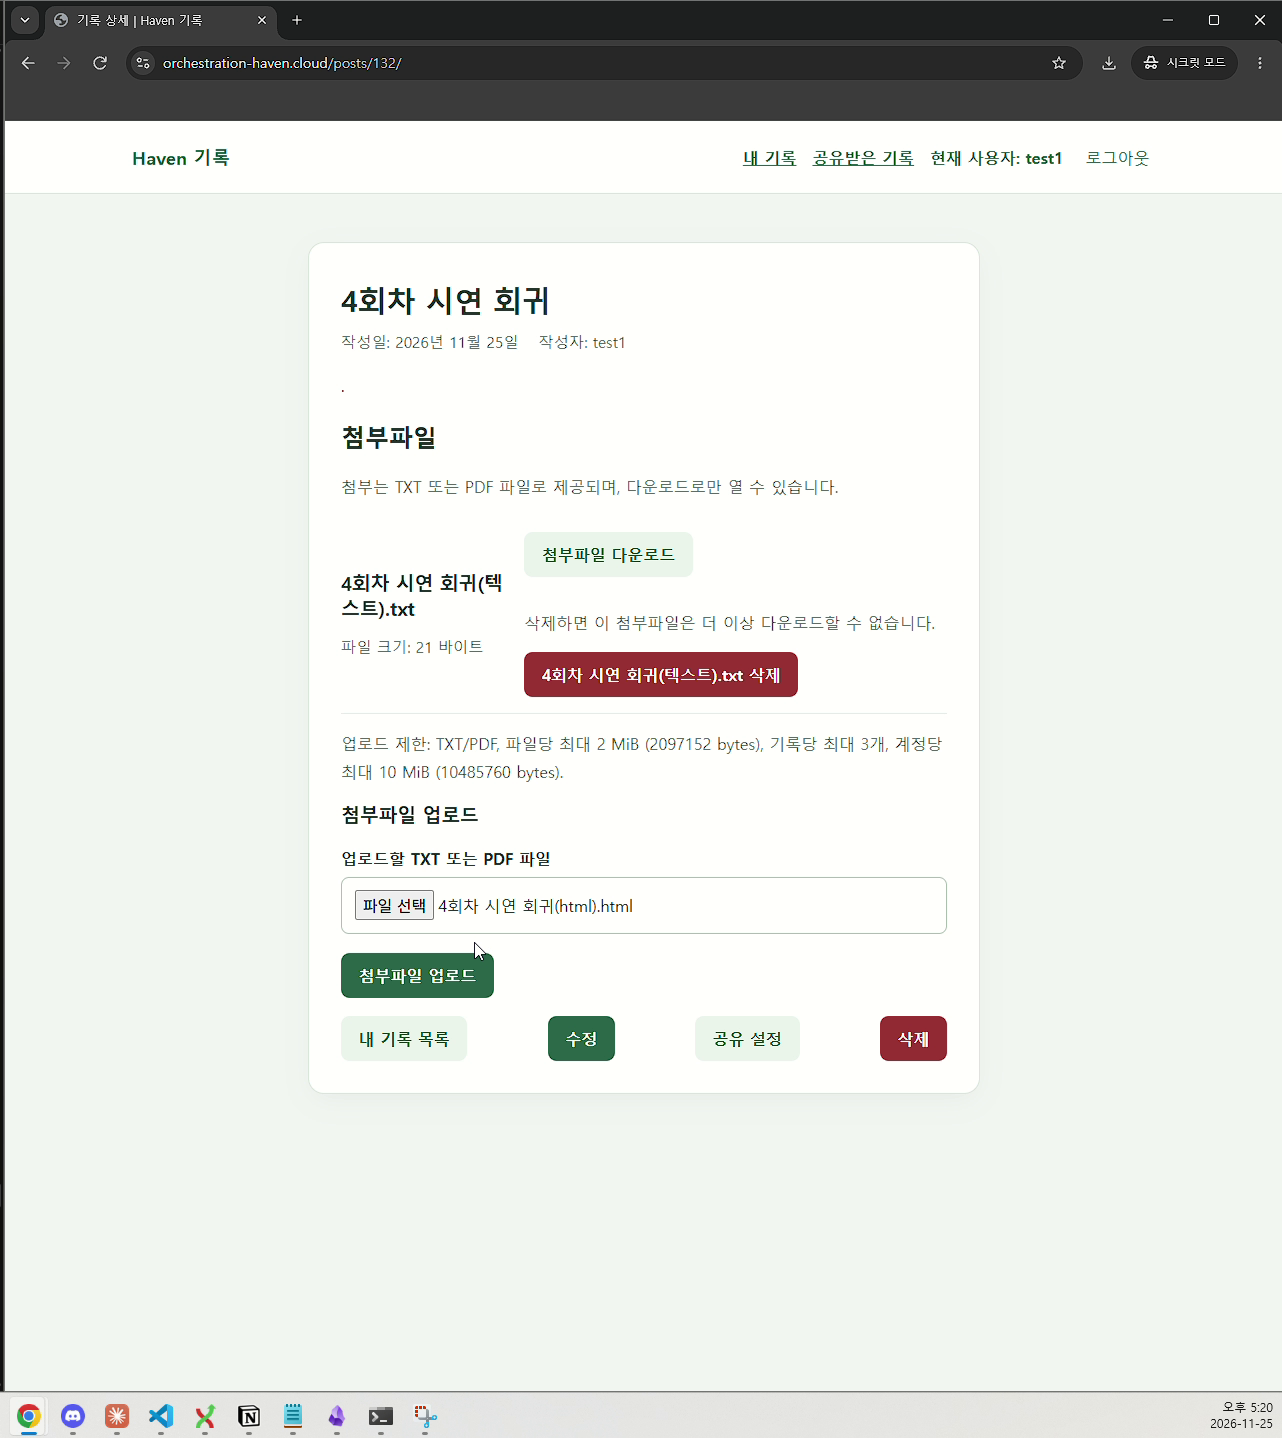 기록 상세 | Haven 기록
orchestration-haven.cloud/posts/132/
시크릿 모드
Haven 기록
내 기록 공유받은 기록 현재 사용자: test1 로그아웃
4회차 시연 회귀
작성일: 2026년 11월 25일 작성자: test1
.
첨부파일
첨부는 TXT 또는 PDF 파일로 제공되며, 다운로드로만 열 수 있습니다.
4회차 시연 회귀(텍
스트).txt
파일 크기: 21 바이트
첨부파일 다운로드
삭제하면 이 첨부파일은 더 이상 다운로드할 수 없습니다.
4회차 시연 회귀(텍스트).txt 삭제
업로드 제한: TXT/PDF, 파일당 최대 2 MiB (2097152 bytes), 기록당 최대 3개, 계정당
최대 10 MiB (10485760 bytes).
첨부파일 업로드
업로드할 TXT 또는 PDF 파일
파일 선택 4회차 시연 회귀(html).html
첨부파일 업로드
내 기록 목록 수정 공유 설정 삭제
오후 5:20
2026-11-25